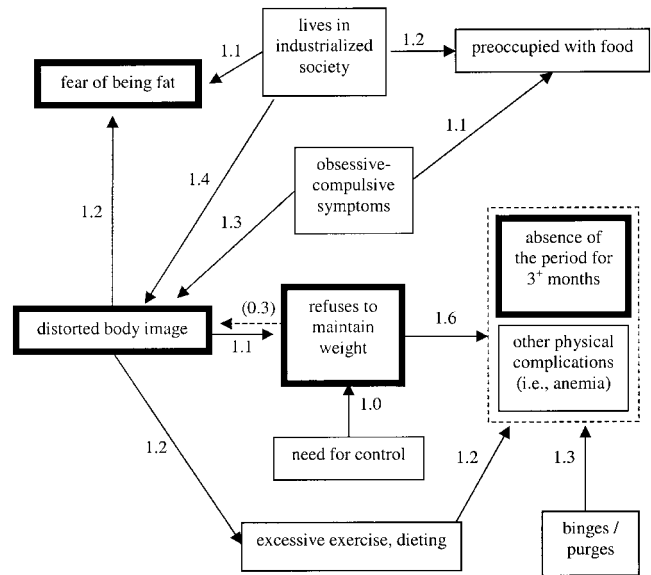 lives in
industrialized
society
1.1
1.2
preoccupied with food
fear of being fat
1.1
1.4
obsessive-
compulsive
symptoms
1.2
1.3
absence of
the period for
3⁺ months
(0.3)
refuses to
maintain
weight
distorted body image
1.6
1.1
other physical
complications
(i.e., anemia)
1.0
1.2
need for control
1.2
1.3
excessive exercise, dieting
binges /
purges